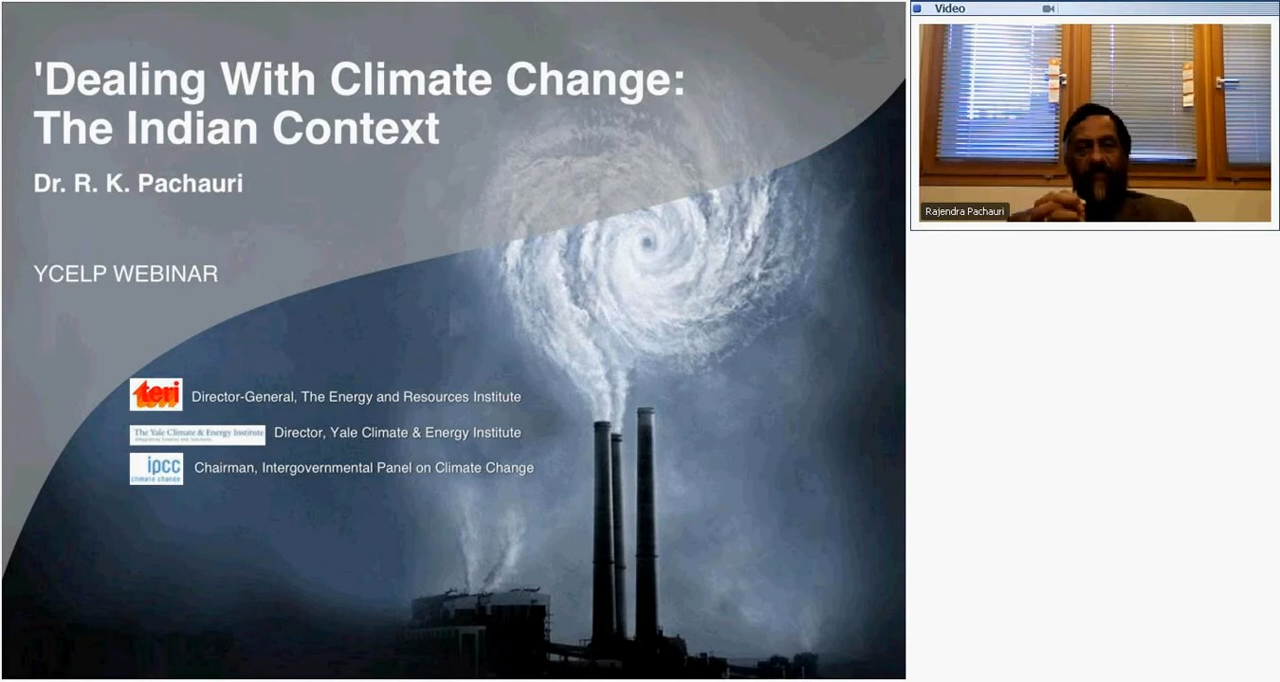 'Dealing With Climate Change:
The Indian Context
Dr. R. K. Pachauri
YCELP WEBINAR
teri
Director-General, The Energy and Resources Institute
The Yale Climate & Energy Institute
Director, Yale Climate & Energy Institute
ipcc
climate change
Chairman, Intergovernmental Panel on Climate Change
Video
Rajendra Pachauri